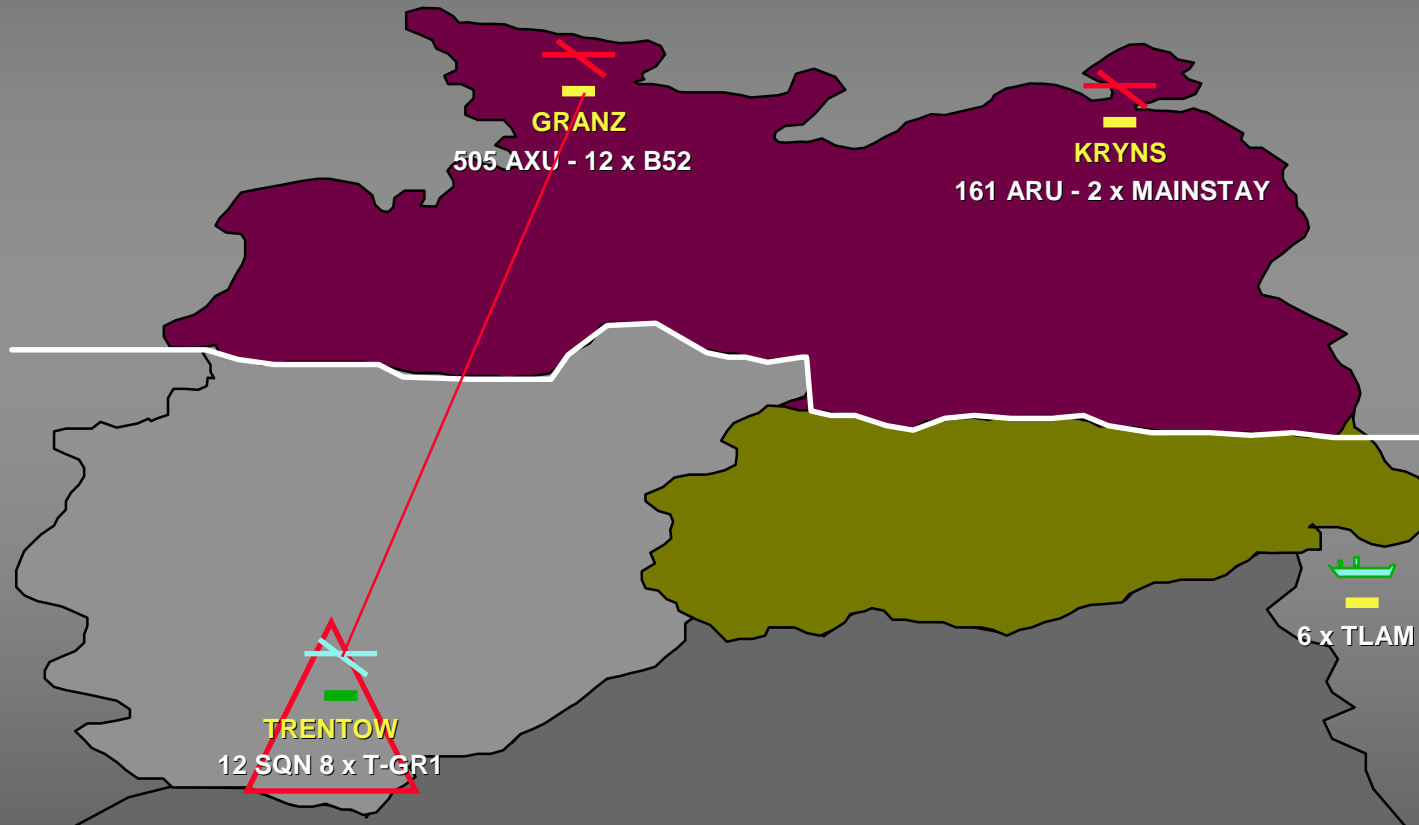 GRANZ
505 AXU - 12 x B52
KRYNS
161 ARU - 2 x MAINSTAY
6 x TLAM
TRENTOW
12 SQN 8 x T-GR1